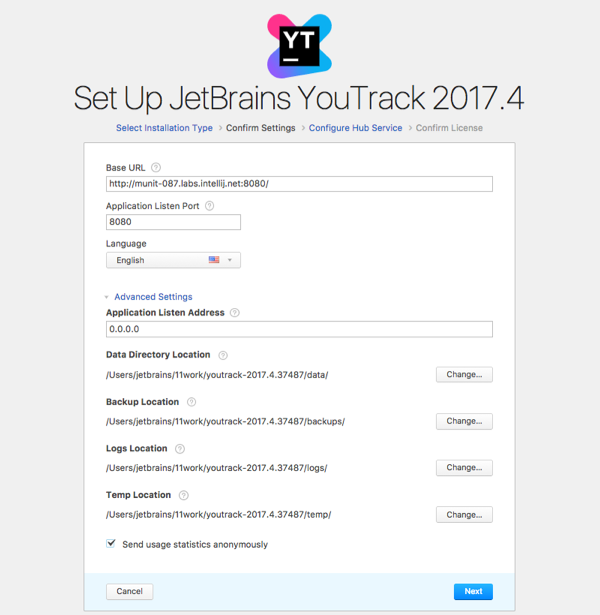 YT
Set Up JetBrains YouTrack 2017.4
Select Installation Type > Confirm Settings > Configure Hub Service > Confirm License
Base URL ?
http://munit-087.labs.intellij.net:8080/
Application Listen Port ?
8080
Language
English
Advanced Settings
Application Listen Address ?
0.0.0.0
Data Directory Location ?
/Users/jetbrains/11work/youtrack-2017.4.37487/data/ Change...
Backup Location ?
/Users/jetbrains/11work/youtrack-2017.4.37487/backups/ Change...
Logs Location ?
/Users/jetbrains/11work/youtrack-2017.4.37487/logs/ Change...
Temp Location ?
/Users/jetbrains/11work/youtrack-2017.4.37487/temp/ Change...
Send usage statistics anonymously
Cancel Next